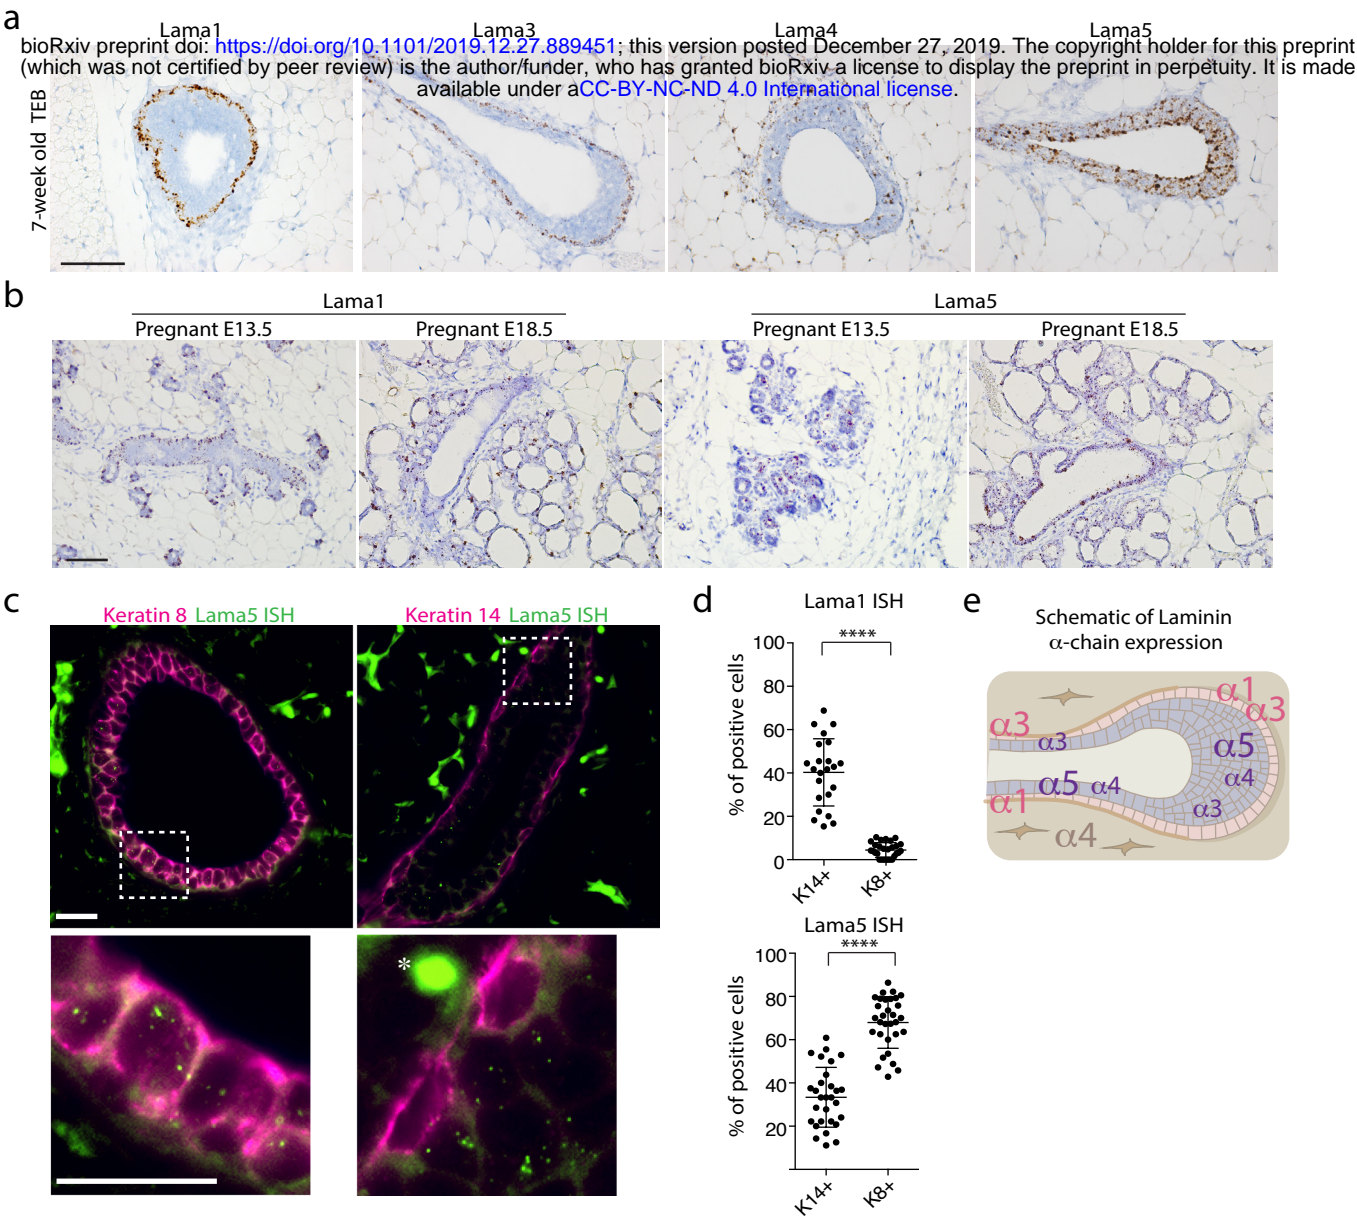 a
Lama1
Lama3
Lama4
Lama5
bioRxiv preprint doi: https://doi.org/10.1101/2019.12.27.889451; this version posted December 27, 2019. The copyright holder for this preprint
(which was not certified by peer review) is the author/funder, who has granted bioRxiv a license to display the preprint in perpetuity. It is made
available under aCC-BY-NC-ND 4.0 International license.
7-week old TEB
b
Lama1
Lama5
Pregnant E13.5
Pregnant E18.5
Pregnant E13.5
Pregnant E18.5
c
Keratin 8 Lama5 ISH
Keratin 14 Lama5 ISH
*
d
Lama1 ISH
****
% of positive cells
100
80
60
40
20
0
K14+
K8+
Lama5 ISH
****
% of positive cells
100
80
60
40
20
K14+
K8+
e
Schematic of Laminin
α-chain expression
α1
α3
α3
α3
α5
α5
α4
α4
α1
α3
α4